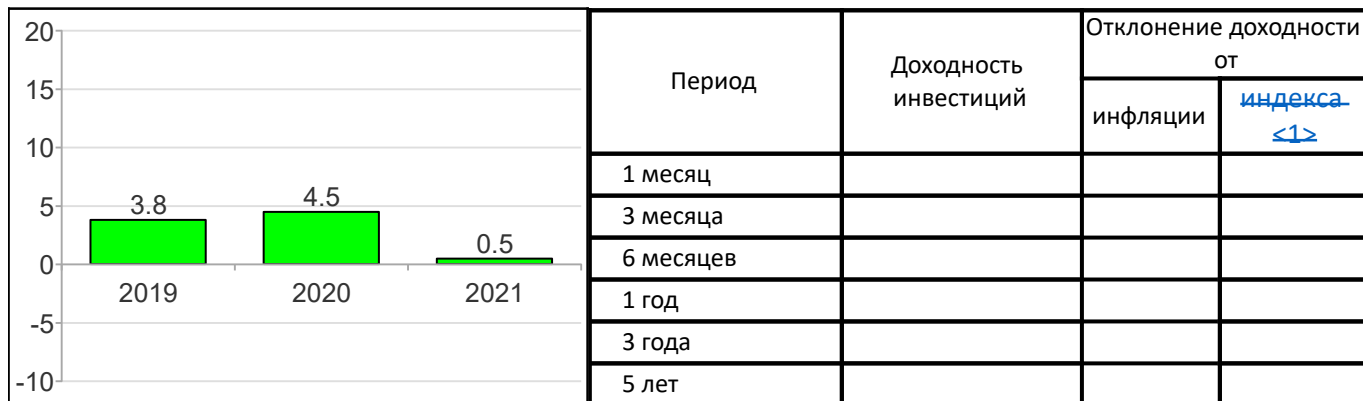 20
15
10
5
0
-5
-10
3.8
4.5
0.5
2019
2020
2021
Период
Доходность
инвестиций
Отклонение доходности
от
инфляции
индекса
<1>
1 месяц
3 месяца
6 месяцев
1 год
3 года
5 лет